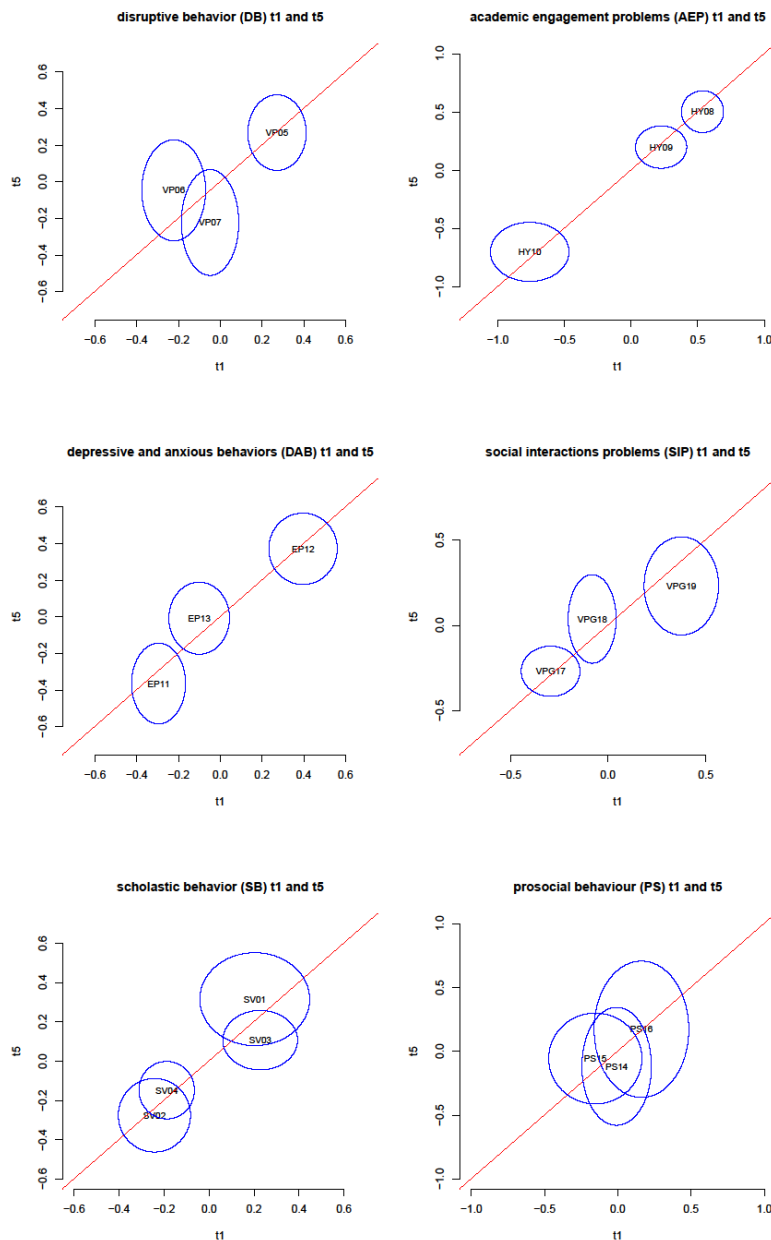 disruptive behavior (DB) t1 and t5
t5
0.6
0.4
0.2
0.0
−0.2
−0.4
−0.6
VP05
VP06
VP07
−0.6 −0.4 −0.2 0.0 0.2 0.4 0.6
t1
academic engagement problems (AEP) t1 and t5
t5
1.0
0.5
0.0
−0.5
−1.0
HY08
HY09
HY10
−1.0 −0.5 0.0 0.5 1.0
t1
depressive and anxious behaviors (DAB) t1 and t5
t5
0.6
0.4
0.2
0.0
−0.2
−0.4
−0.6
EP12
EP13
EP11
−0.6 −0.4 −0.2 0.0 0.2 0.4 0.6
t1
social interactions problems (SIP) t1 and t5
t5
0.5
0.0
−0.5
VPG19
VPG18
VPG17
−0.5 0.0 0.5
t1
scholastic behavior (SB) t1 and t5
t5
0.6
0.4
0.2
0.0
−0.2
−0.4
−0.6
SV01
SV03
SV04
SV02
−0.6 −0.4 −0.2 0.0 0.2 0.4 0.6
t1
prosocial behaviour (PS) t1 and t5
t5
1.0
0.5
0.0
−0.5
−1.0
PS16
PS15
PS14
−1.0 −0.5 0.0 0.5 1.0
t1